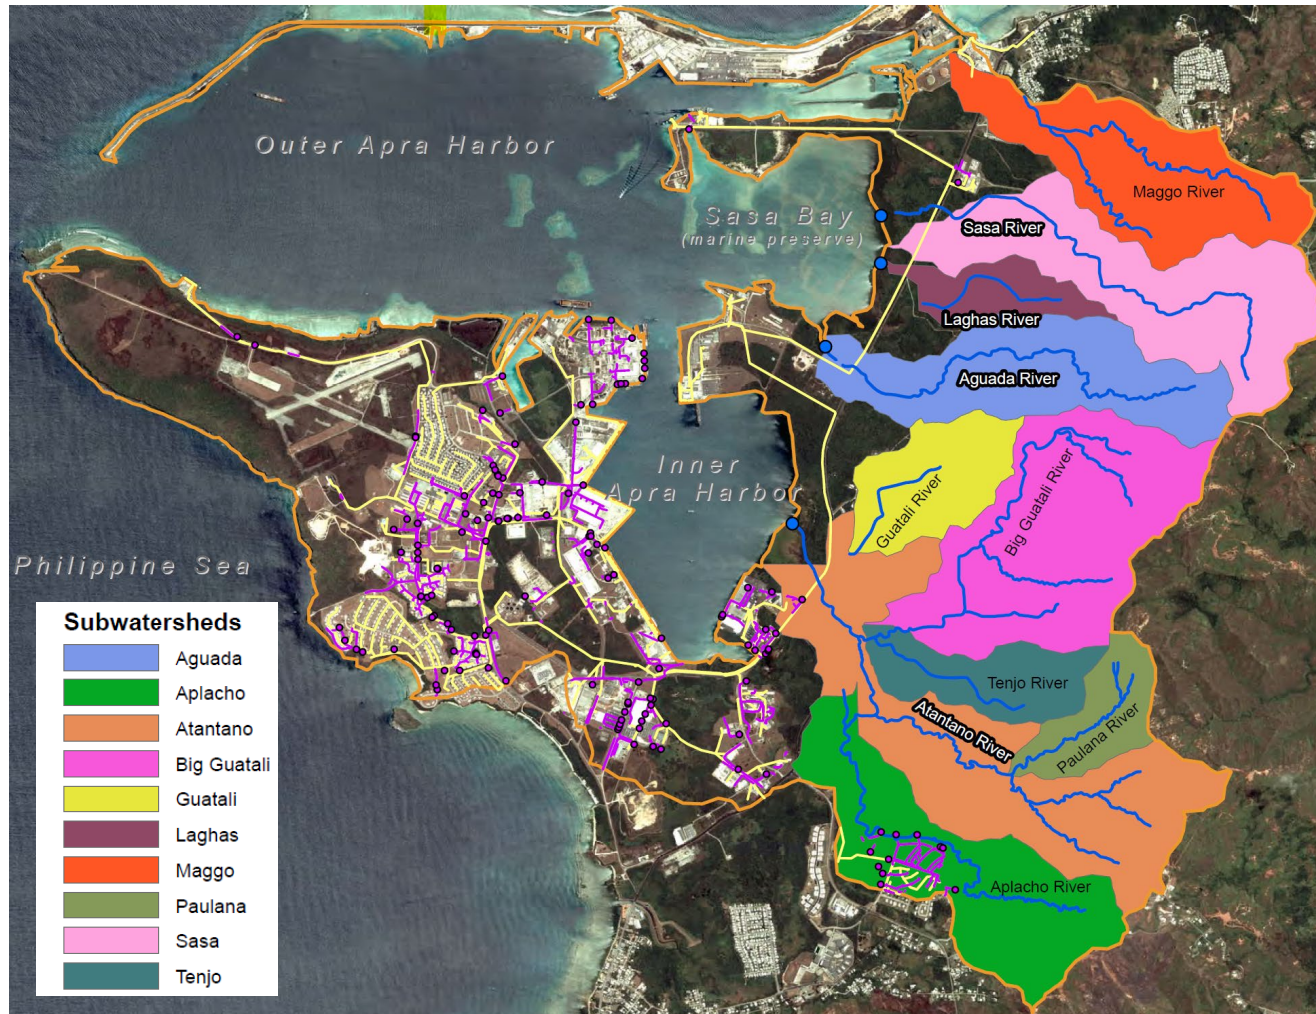 Outer Apra Harbor
Maggo River
Sasa Bay
(marine preserve)
Sasa River
Laghas River
Aguada River
Inner
Apra Harbor
Guatali River
Big Guatali River
Philippine Sea
Subwatersheds
Aguada
Aplacho
Atantano
Big Guatali
Guatali
Laghas
Maggo
Paulana
Sasa
Tenjo
Tenjo River
Atantano River
Paulana River
Aplacho River